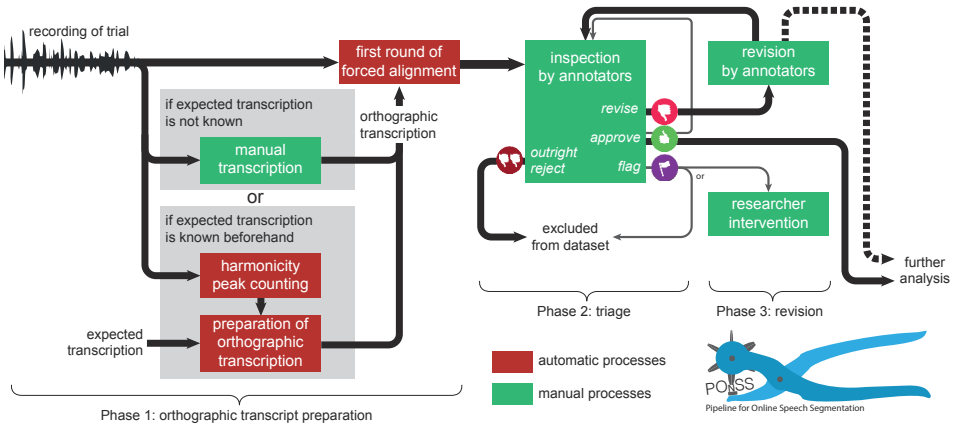 recording of trial
first round of
forced alignment
if expected transcription
is not known
manual
transcription
orthographic
transcription
or
if expected transcription
is known beforehand
harmonicity
peak counting
expected
transcription
preparation of
orthographic
transcription
Phase 1: orthographic transcript preparation
inspection
by annotators
revise
approve
outright
reject
flag
or
excluded
from dataset
Phase 2: triage
revision
by annotators
researcher
intervention
Phase 3: revision
further
analysis
automatic processes
manual processes
POnSS
Pipeline for Online Speech Segmentation